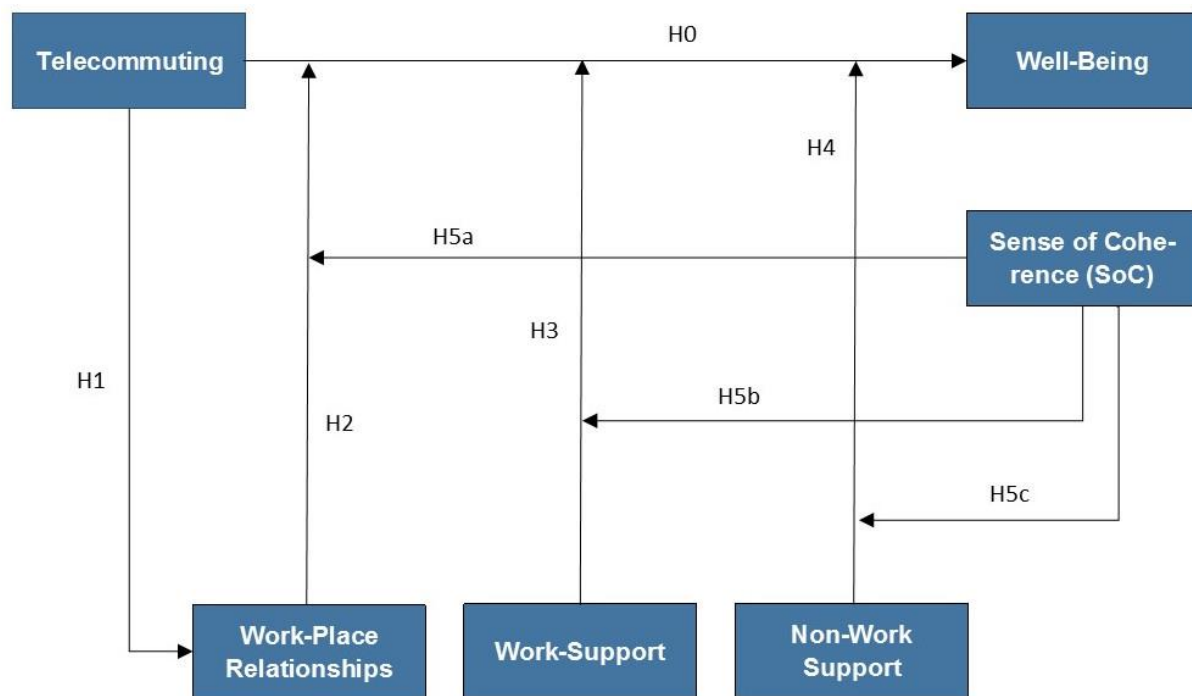 Telecommuting
H0
Well-Being
H4
H5a
Sense of Cohe-
rence (SoC)
H3
H1
H5b
H2
H5c
Work-Place
Relationships
Work-Support
Non-Work
Support